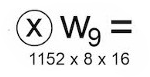 ⓧ W₉ =
1152 x 8 x 16